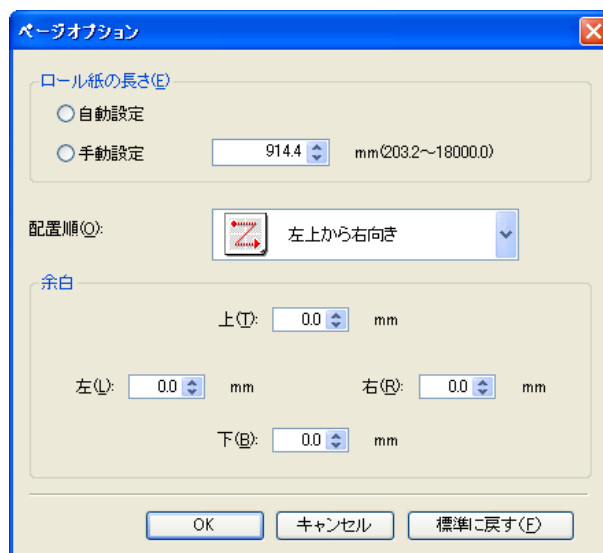 ページオプション
ロール紙の長さ(E)
自動設定
手動設定 914.4 mm(203.2～18000.0)
配置順(O): 左上から右向き
余白
上(T): 0.0 mm
左(L): 0.0 mm 右(R): 0.0 mm
下(B): 0.0 mm
OK キャンセル 標準に戻す(F)